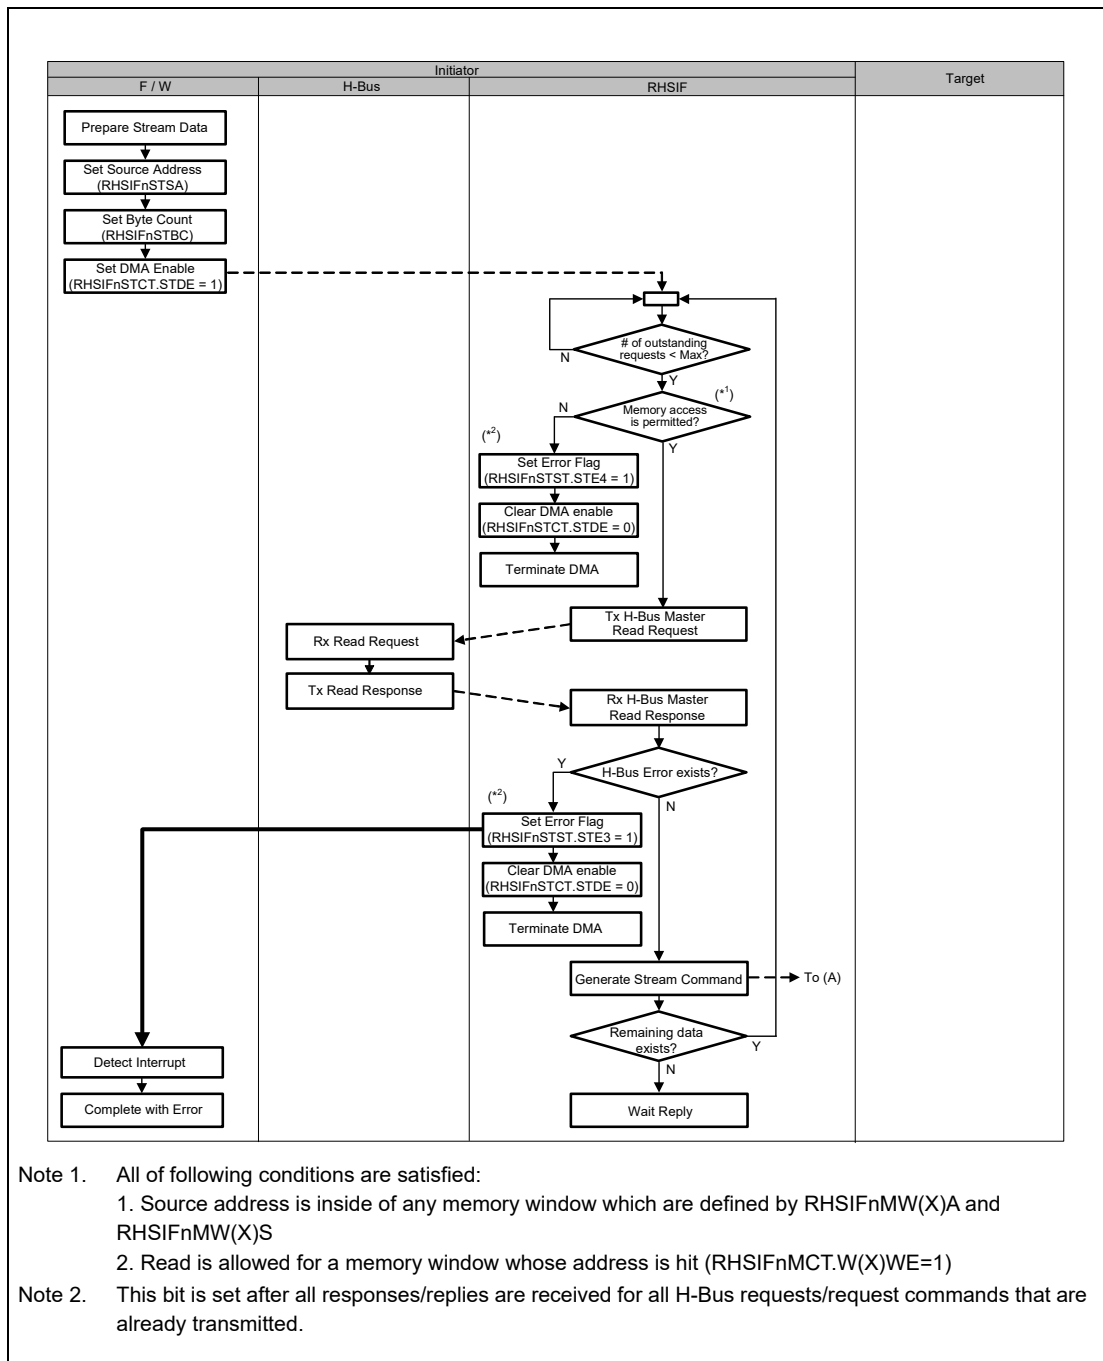 Initiator
Target
F / W
H-Bus
RHSIF
Prepare Stream Data
Set Source Address
(RHSIFnSTSA)
Set Byte Count
(RHSIFnSTBC)
Set DMA Enable
(RHSIFnSTCT.STDE = 1)
# of outstanding
requests < Max?
N
Y
(*1)
Memory access
is permitted?
N
Y
(*2)
Set Error Flag
(RHSIFnSTST.STE4 = 1)
Clear DMA enable
(RHSIFnSTCT.STDE = 0)
Terminate DMA
Tx H-Bus Master
Read Request
Rx Read Request
Tx Read Response
Rx H-Bus Master
Read Response
H-Bus Error exists?
Y
N
(*2)
Set Error Flag
(RHSIFnSTST.STE3 = 1)
Clear DMA enable
(RHSIFnSTCT.STDE = 0)
Terminate DMA
Generate Stream Command
To (A)
Remaining data
exists?
Y
N
Detect Interrupt
Complete with Error
Wait Reply
Note 1. All of following conditions are satisfied:
1. Source address is inside of any memory window which are defined by RHSIFnMW(X)A and
RHSIFnMW(X)S
2. Read is allowed for a memory window whose address is hit (RHSIFnMCT.W(X)WE=1)
Note 2. This bit is set after all responses/replies are received for all H-Bus requests/request commands that are
already transmitted.